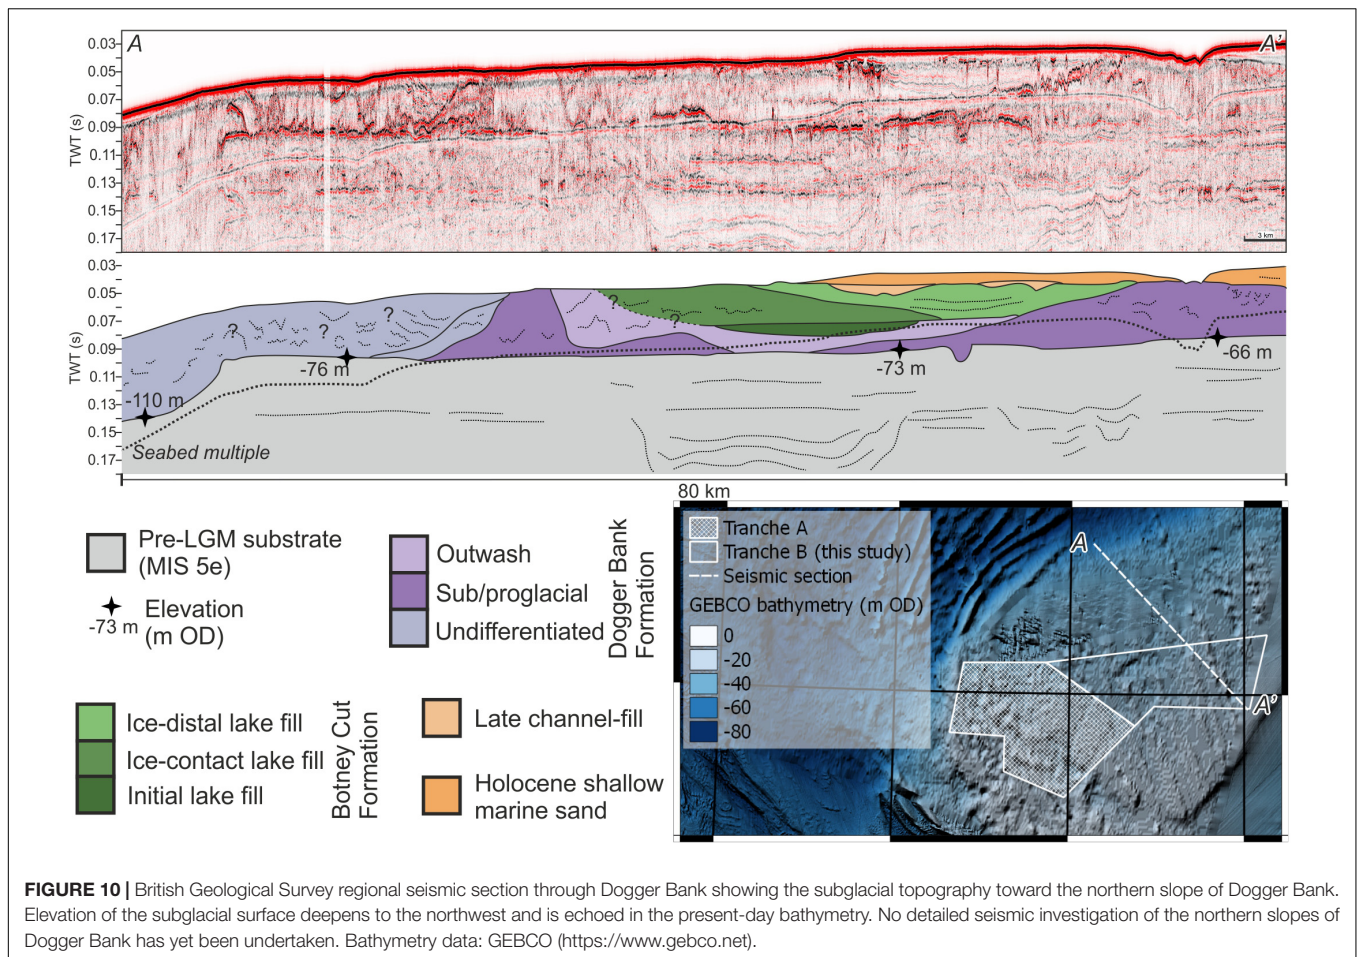 A
A'
0.03
0.05
0.07
0.09
0.11
0.13
0.15
0.17
TWT (s)
3 km
0.03
0.05
0.07
0.09
0.11
0.13
0.15
0.17
TWT (s)
?
?
?
?
?
-76 m
-110 m
-73 m
-66 m
Seabed multiple
80 km
Pre-LGM substrate
(MIS 5e)
Elevation
(m OD)
-73 m
Outwash
Sub/proglacial
Undifferentiated
Dogger Bank
Formation
Ice-distal lake fill
Ice-contact lake fill
Initial lake fill
Botney Cut
Formation
Late channel-fill
Holocene shallow
marine sand
Tranche A
Tranche B (this study)
Seismic section
GEBCO bathymetry (m OD)
0
-20
-40
-60
-80
A
A'
FIGURE 10 | British Geological Survey regional seismic section through Dogger Bank showing the subglacial topography toward the northern slope of Dogger Bank.
Elevation of the subglacial surface deepens to the northwest and is echoed in the present-day bathymetry. No detailed seismic investigation of the northern slopes of
Dogger Bank has yet been undertaken. Bathymetry data: GEBCO (https://www.gebco.net).